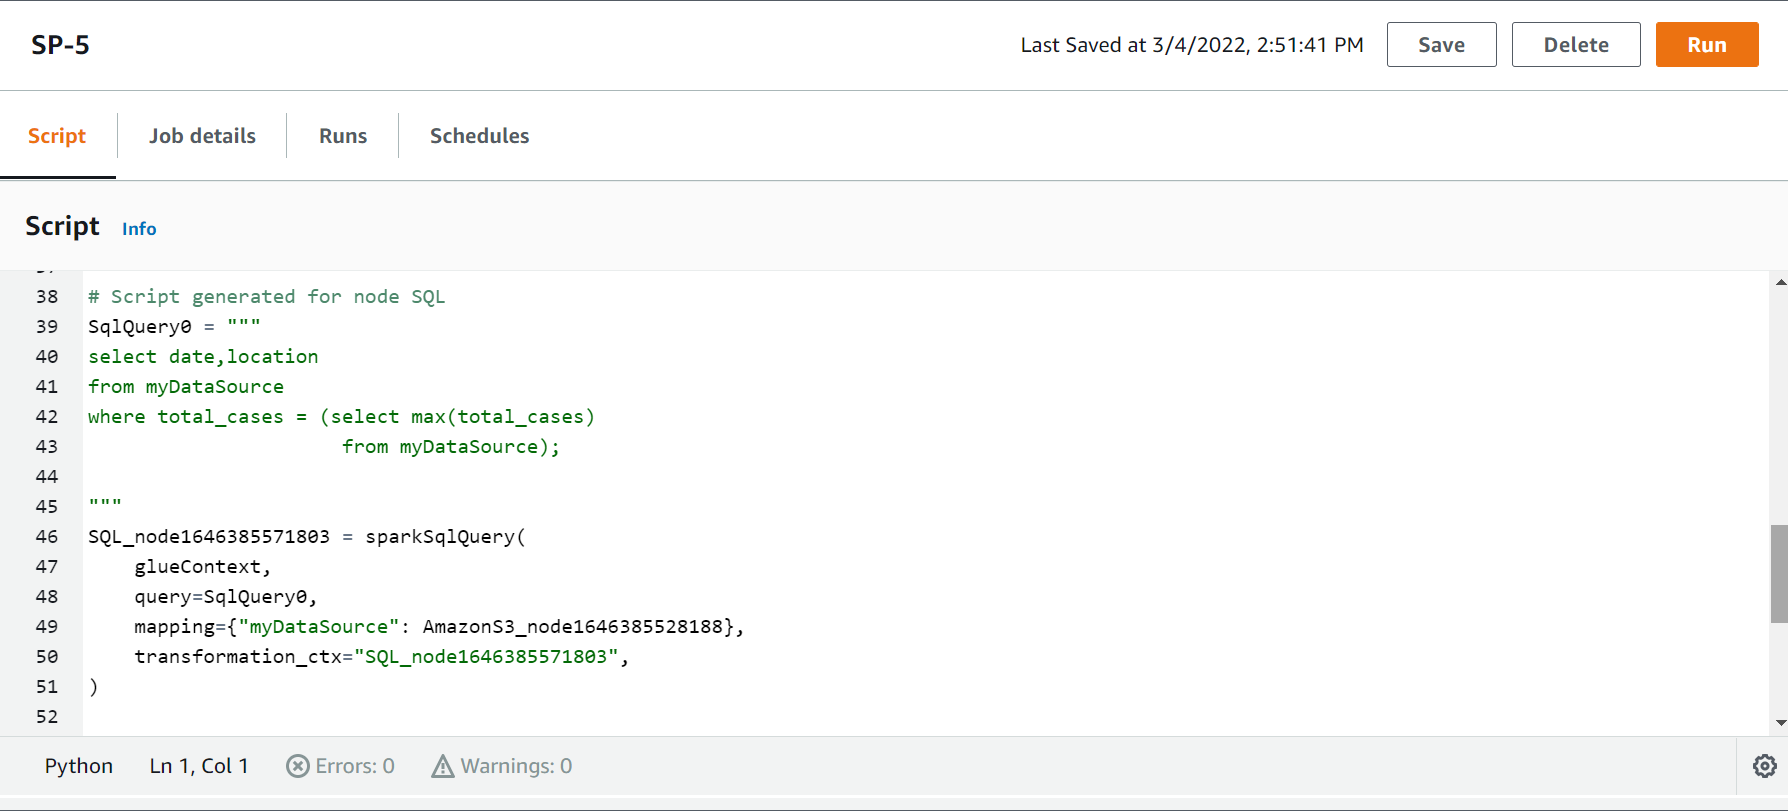 SP-5
Last Saved at 3/4/2022, 2:51:41 PM
Save
Delete
Run
Script
Job details
Runs
Schedules
Script Info
38 # Script generated for node SQL
39 SqlQuery0 = """
40 select date,location
41 from myDataSource
42 where total_cases = (select max(total_cases)
43                       from myDataSource);
44
45 """
46 SQL_node1646385571803 = sparkSqlQuery(
47     glueContext,
48     query=SqlQuery0,
49     mapping={"myDataSource": AmazonS3_node1646385528188},
50     transformation_ctx="SQL_node1646385571803",
51 )
52
Python Ln 1, Col 1 Errors: 0 Warnings: 0